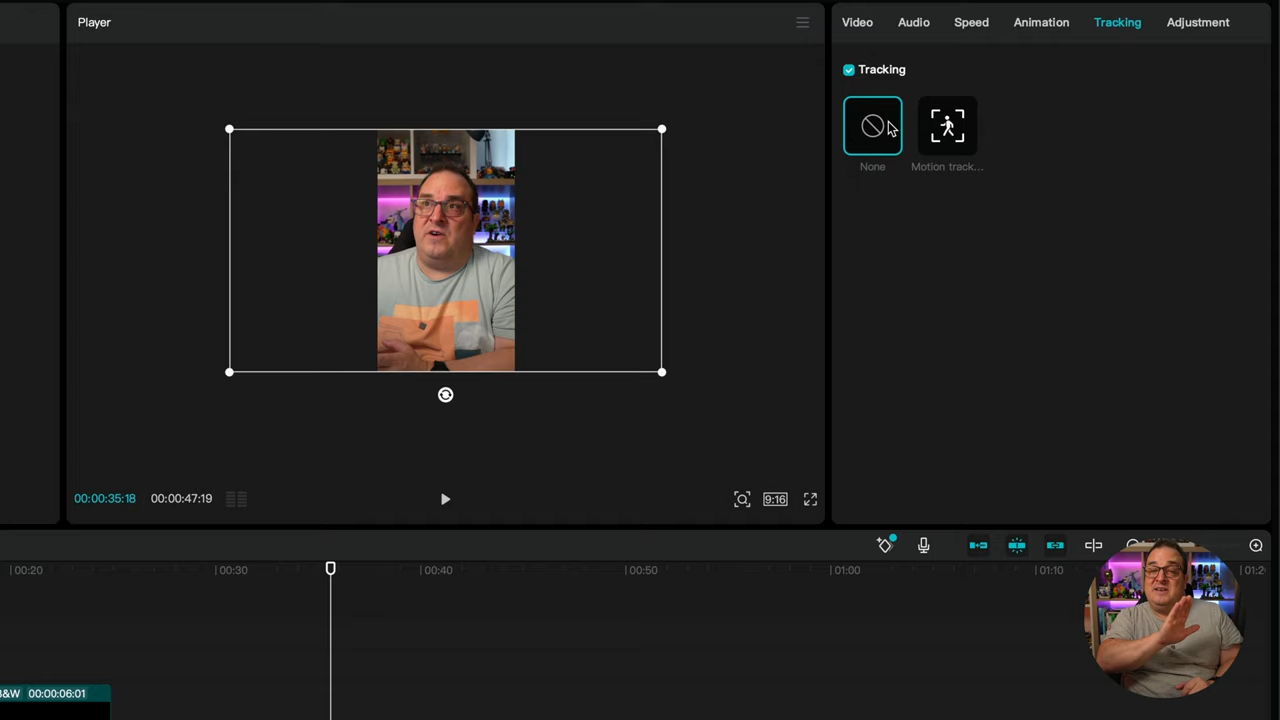 Player
Video Audio Speed Animation Tracking Adjustment
Tracking
None Motion track...
00:00:35:18 00:00:47:19
9:16
00:20 00:30 00:40 00:50 01:00 01:10
B&W 00:00:06:01